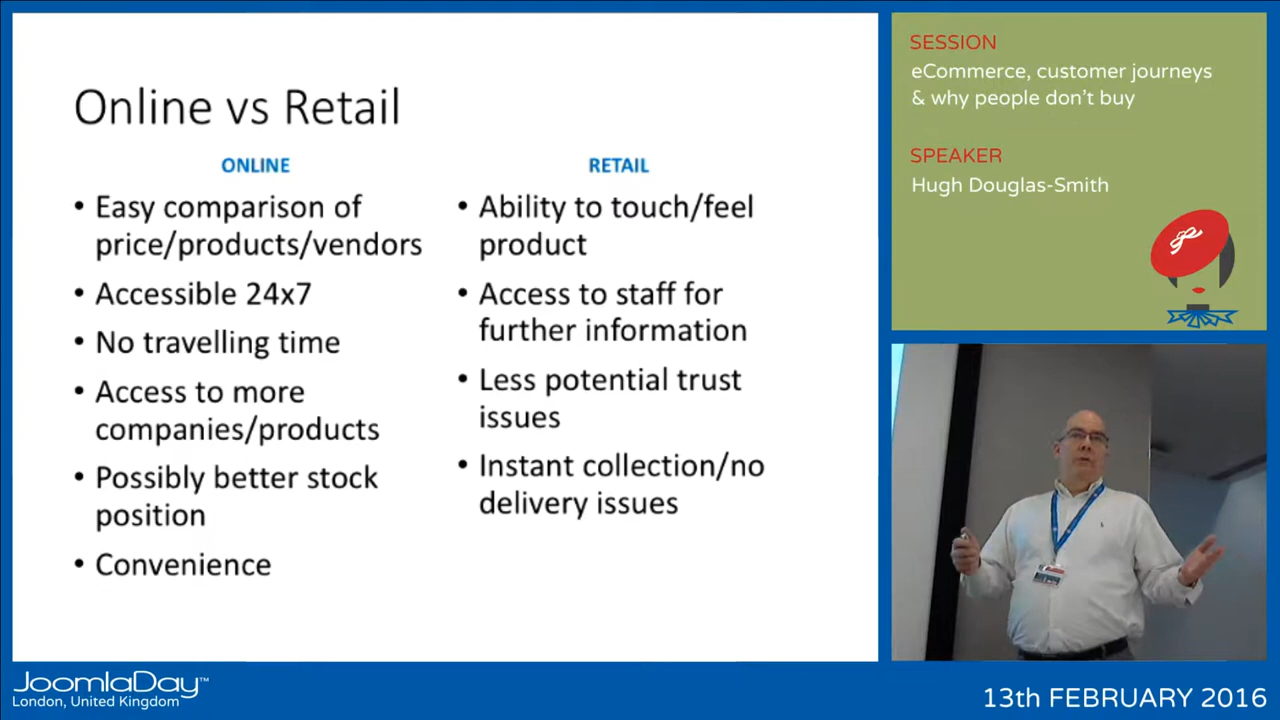 Online vs Retail
ONLINE
• Easy comparison of
price/products/vendors
• Accessible 24x7
• No travelling time
• Access to more
companies/products
• Possibly better stock
position
• Convenience
RETAIL
• Ability to touch/feel
product
• Access to staff for
further information
• Less potential trust
issues
• Instant collection/no
delivery issues
SESSION
eCommerce, customer journeys
& why people don't buy
SPEAKER
Hugh Douglas-Smith
JoomlaDay™
London, United Kingdom
13th FEBRUARY 2016